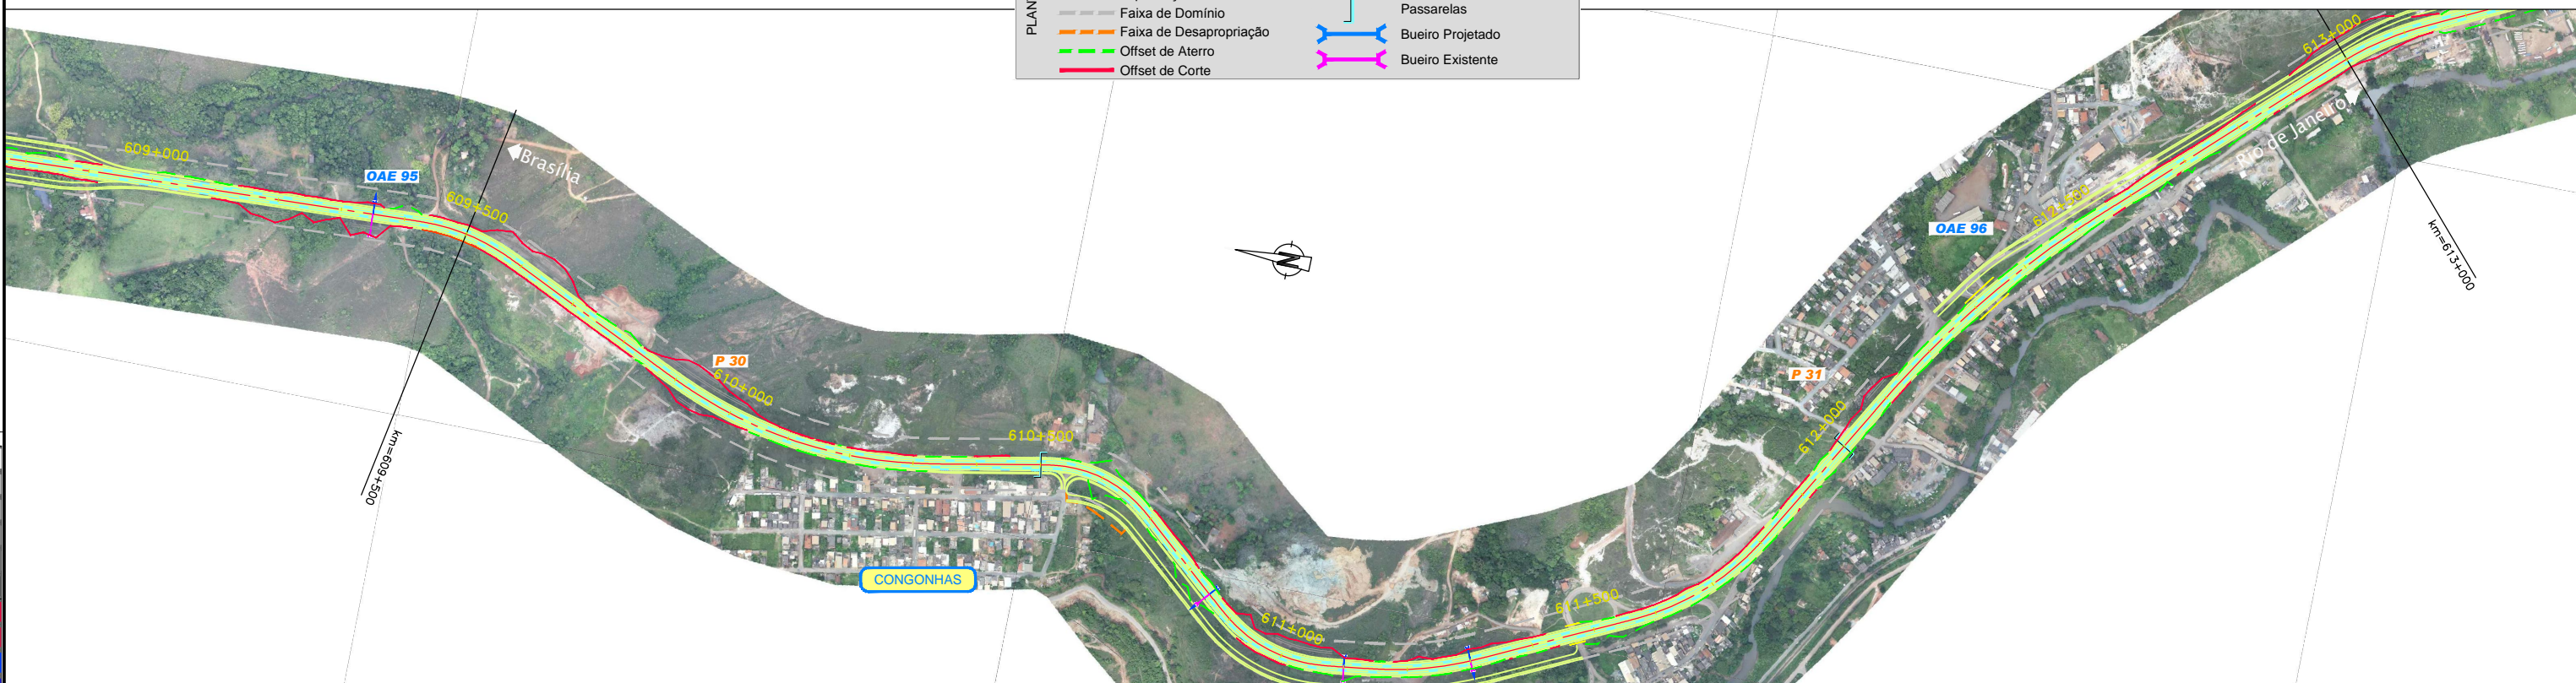 PLANT
Faixa de Domínio
Faixa de Desapropriação
Offset de Aterro
Offset de Corte
Passarelas
Bueiro Projetado
Bueiro Existente
609+000
OAE 95
609+500
Brasília
km=609+500
P 30
610+000
610+500
CONGONHAS
N
611+000
611+500
612+000
P 31
OAE 96
612+500
Rio de Janeiro
613+000
km=613+000